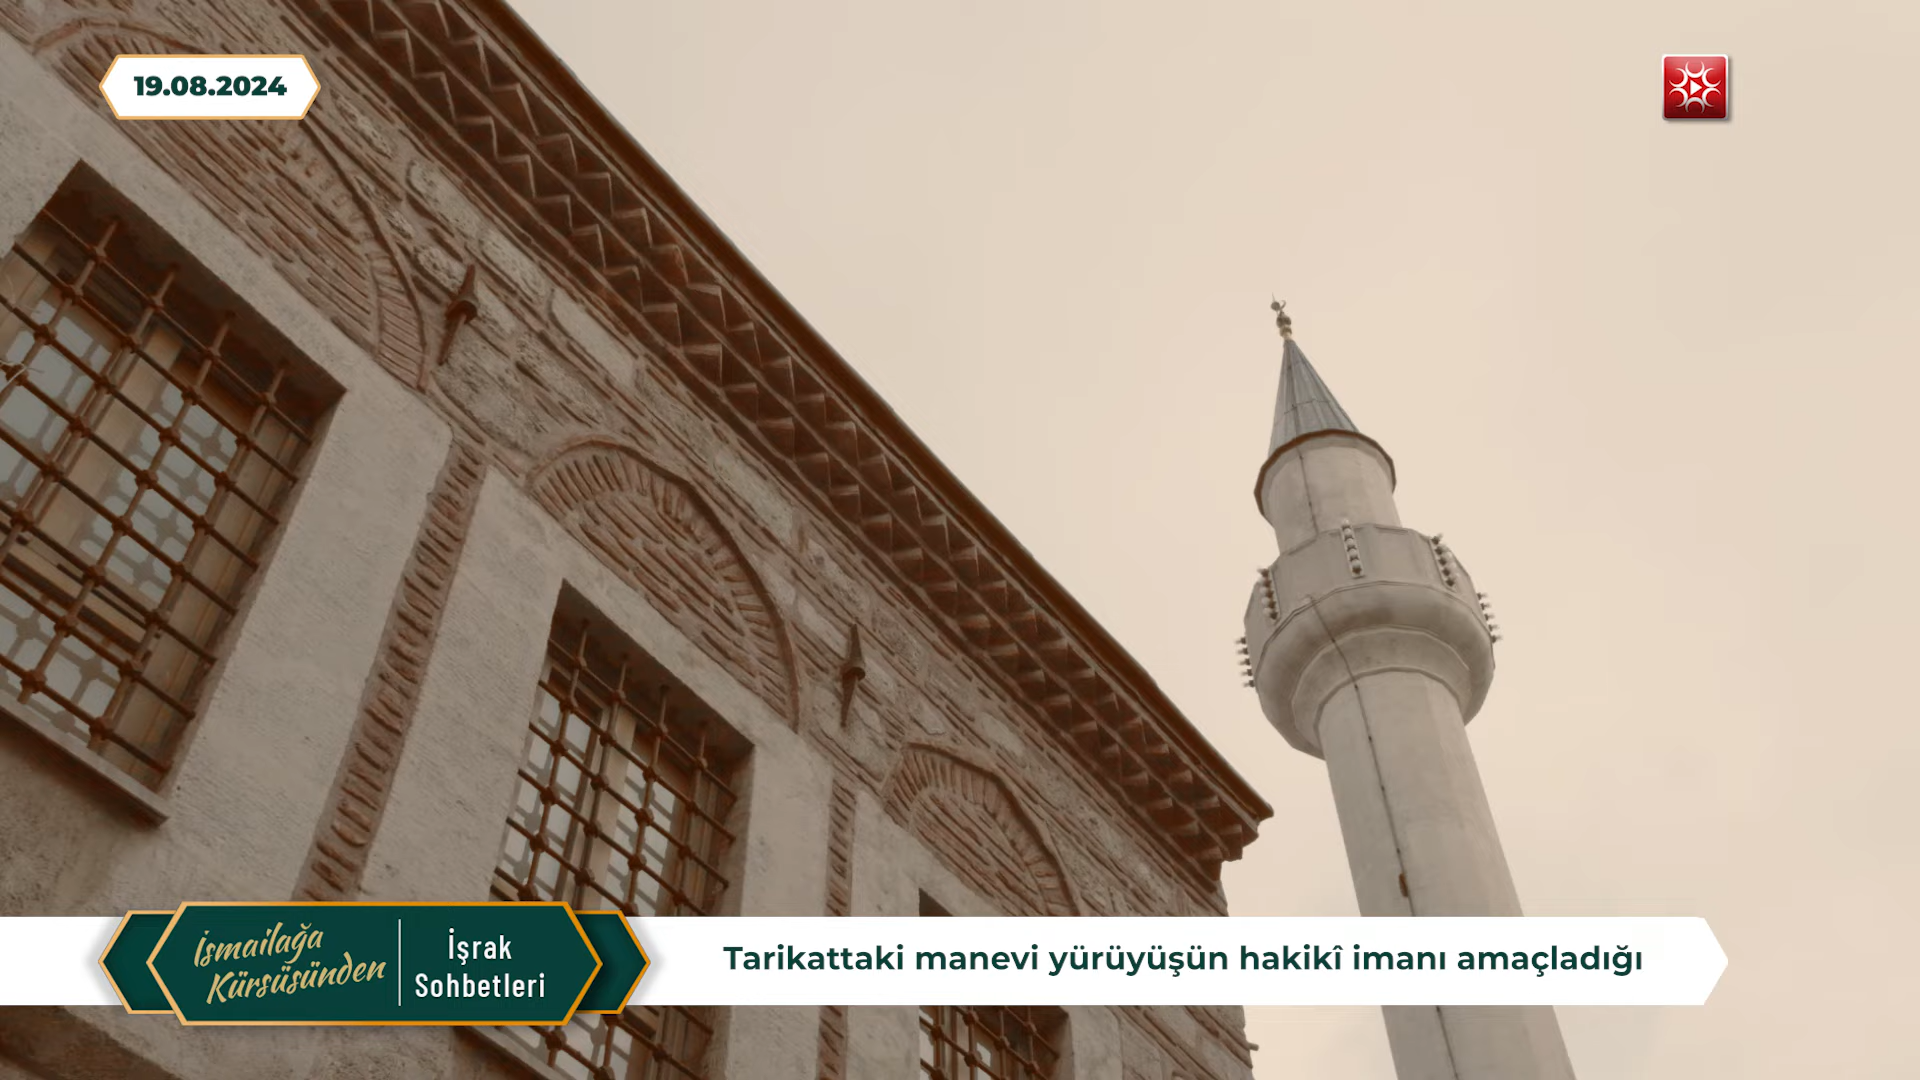 19.08.2024
İsmailağa
Kürsüsünden
İşrak
Sohbetleri
Tarikattaki manevi yürüyüşün hakikî imanı amaçladığı